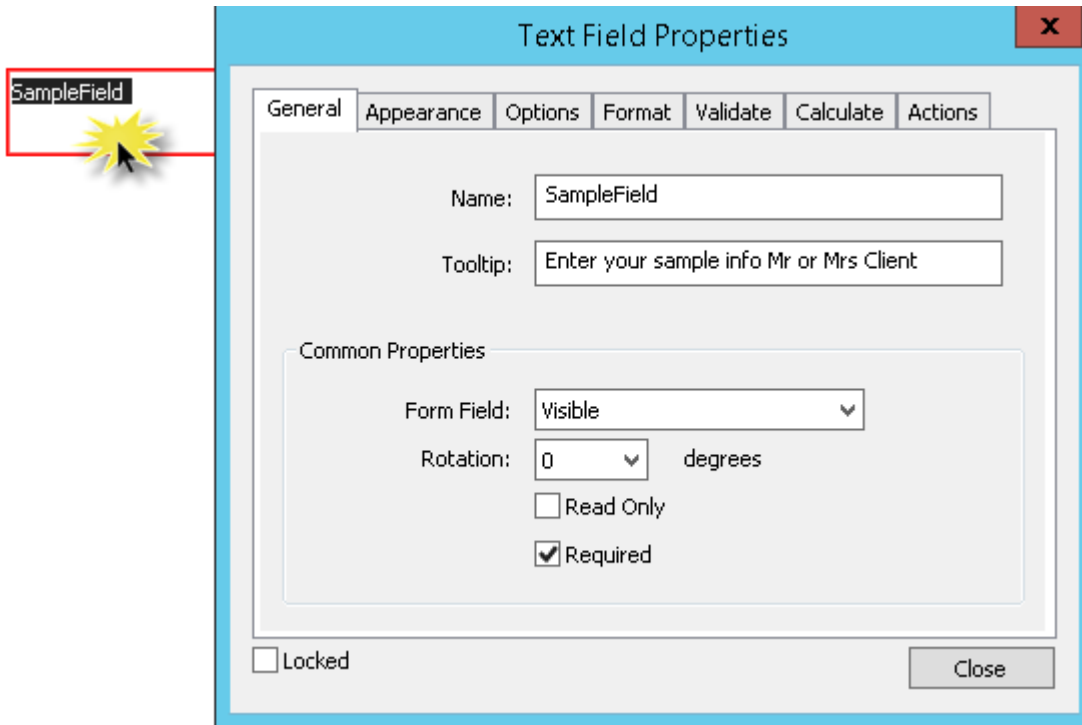 Text Field Properties
x
SampleField
General Appearance Options Format Validate Calculate Actions
Name: SampleField
Tooltip: Enter your sample info Mr or Mrs Client
Common Properties
Form Field: Visible
Rotation: 0 degrees
Read Only
Required
Locked
Close